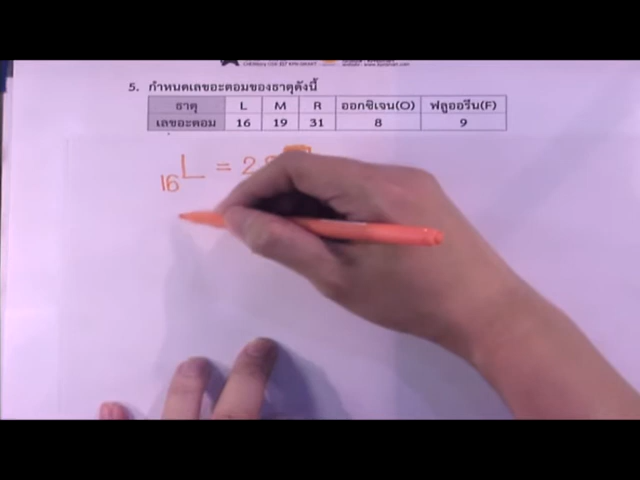 5. กำหนดเลขอะตอมของธาตุดังนี้
ธาตุ L M R ออกซิเจน(O) ฟลูออรีน(F)
เลขอะตอม 16 19 31 8 9
16 L = 2